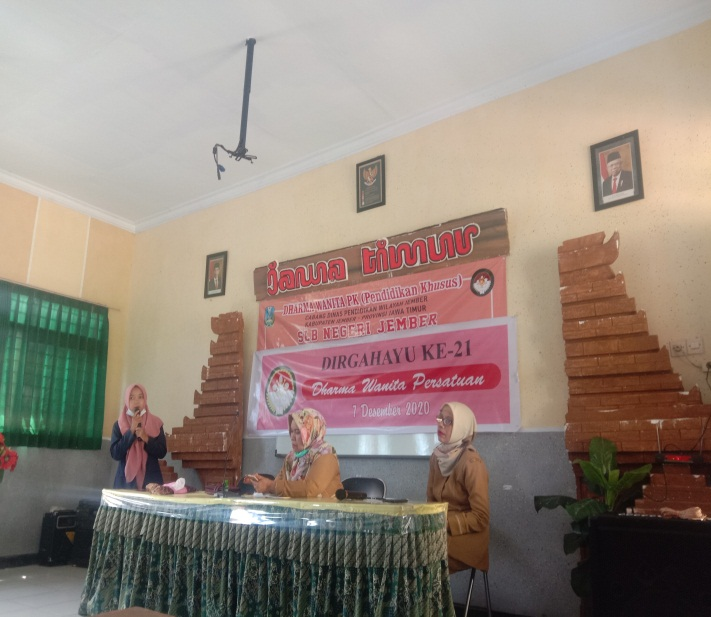 jawa timur
DHARMA WANITA PK (Pendidikan Khusus)
CABANG DINAS PENDIDIKAN WILAYAH JEMBER
KABUPATEN JEMBER - PROVINSI JAWA TIMUR
SLB NEGERI JEMBER
DIRGAHAYU KE-21
Dharma Wanita Persatuan
7 Desember 2020